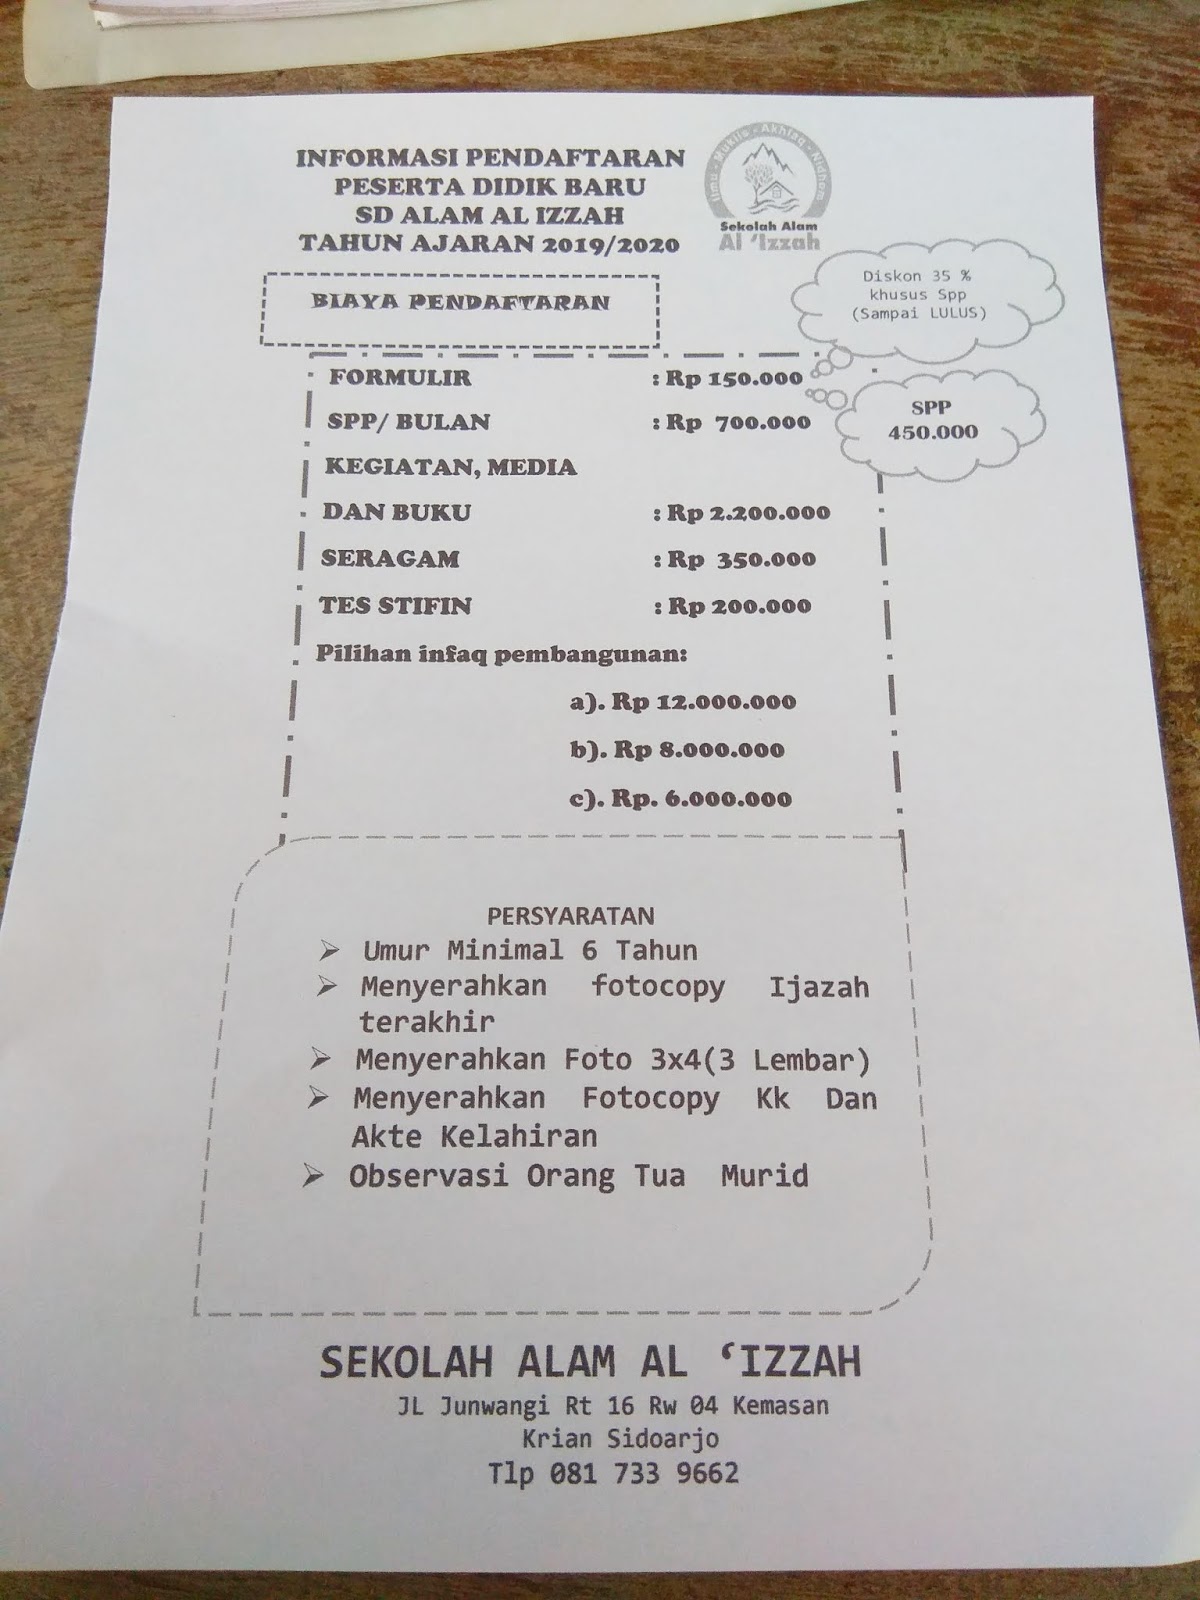 INFORMASI PENDAFTARAN
PESERTA DIDIK BARU
SD ALAM AL IZZAH
TAHUN AJARAN 2019/2020
Ilmu - Muklis - Akhlaq -
Sekolah Alam
Al 'Izzah
Diskon 35 %
khusus Spp
(Sampai LULUS)
BIAYA PENDAFTARAN
FORMULIR : Rp 150.000
SPP/ BULAN : Rp 700.000
SPP
450.000
KEGIATAN, MEDIA
DAN BUKU : Rp 2.200.000
SERAGAM : Rp 350.000
TES STIFIN : Rp 200.000
Pilihan infaq pembangunan:
a). Rp 12.000.000
b). Rp 8.000.000
c). Rp. 6.000.000
PERSYARATAN
➢ Umur Minimal 6 Tahun
➢ Menyerahkan fotocopy Ijazah
terakhir
➢ Menyerahkan Foto 3x4(3 Lembar)
➢ Menyerahkan Fotocopy Kk Dan
Akte Kelahiran
➢ Observasi Orang Tua Murid
SEKOLAH ALAM AL ‘IZZAH
JL Junwangi Rt 16 Rw 04 Kemasan
Krian Sidoarjo
Tlp 081 733 9662